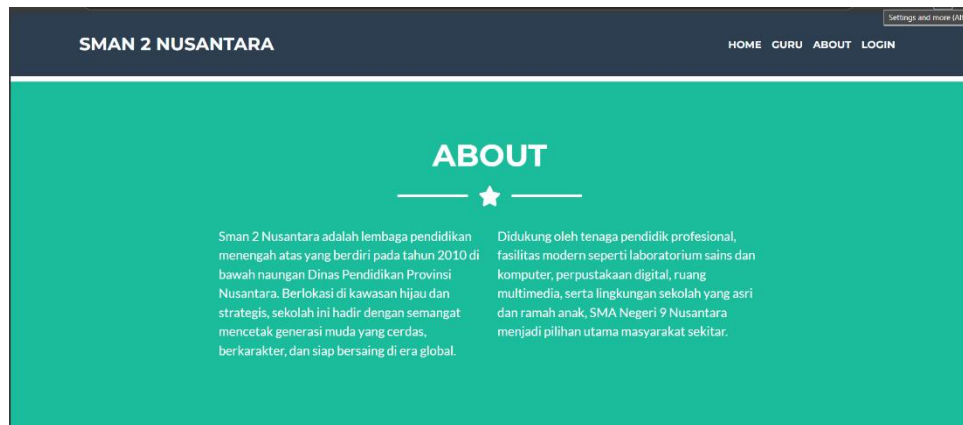 Settings and more (Alt
SMAN 2 NUSANTARA
HOME GURU ABOUT LOGIN
ABOUT
Sman 2 Nusantara adalah lembaga pendidikan
menengah atas yang berdiri pada tahun 2010 di
bawah naungan Dinas Pendidikan Provinsi
Nusantara. Berlokasi di kawasan hijau dan
strategis, sekolah ini hadir dengan semangat
mencetak generasi muda yang cerdas,
berkarakter, dan siap bersaing di era global.
Didukung oleh tenaga pendidik profesional,
fasilitas modern seperti laboratorium sains dan
komputer, perpustakaan digital, ruang
multimedia, serta lingkungan sekolah yang asri
dan ramah anak, SMA Negeri 9 Nusantara
menjadi pilihan utama masyarakat sekitar.